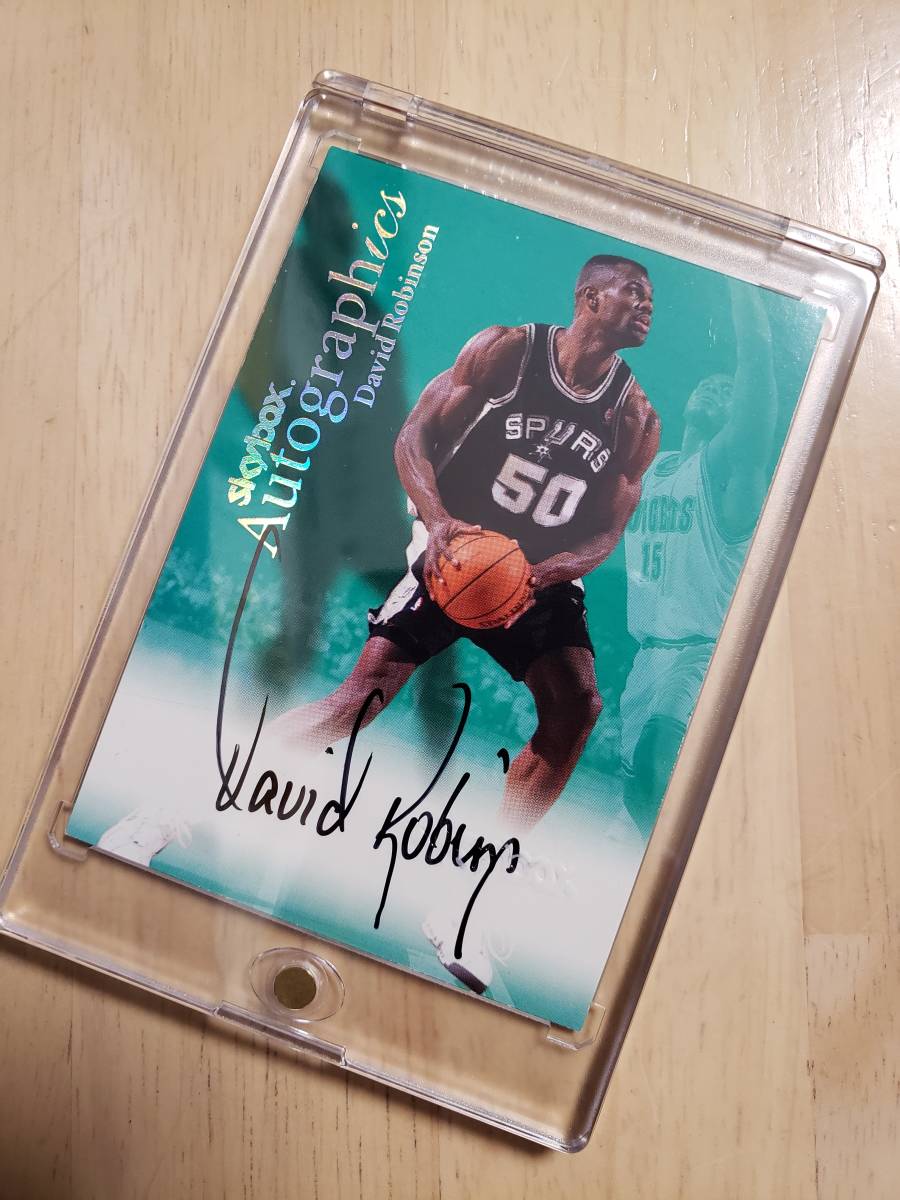 skybox
Autographics
David Robinson
SPURS
50
15
David Robinson